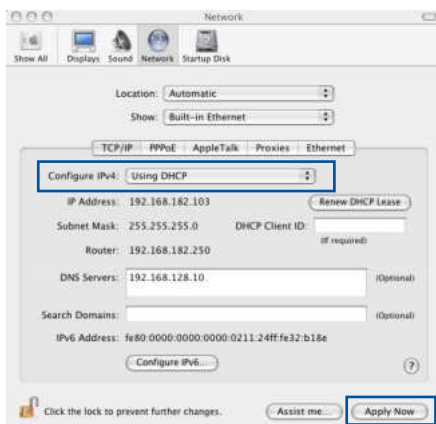 Network
Show All Displays Sound Network Startup Disk
Location: Automatic
Show: Built-in Ethernet
TCP/IP PPPoE AppleTalk Proxies Ethernet
Configure IPv4: Using DHCP
IP Address: 192.168.182.103 Renew DHCP Lease
Subnet Mask: 255.255.255.0 DHCP Client ID:
(If required)
Router: 192.168.182.250
DNS Servers: 192.168.128.10 (Optional)
Search Domains: (Optional)
IPv6 Address: fe80:0000:0000:0000:0211:24ff:fe32:b18e
Configure IPv6... ?
Click the lock to prevent further changes. Assist me... Apply Now